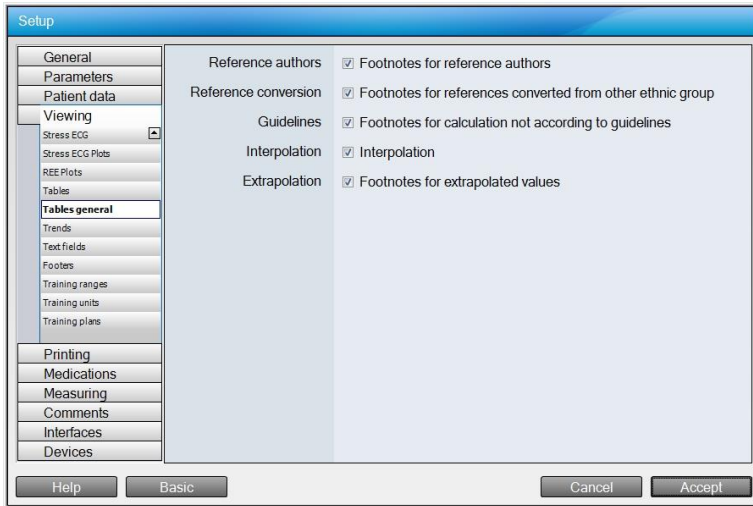 Setup
General
Parameters
Patient data
Viewing
Stress ECG
Stress ECG Plots
REE Plots
Tables
Tables general
Trends
Text fields
Footers
Training ranges
Training units
Training plans
Printing
Medications
Measuring
Comments
Interfaces
Devices
Reference authors Footnotes for reference authors
Reference conversion Footnotes for references converted from other ethnic group
Guidelines Footnotes for calculation not according to guidelines
Interpolation Interpolation
Extrapolation Footnotes for extrapolated values
Help Basic Cancel Accept